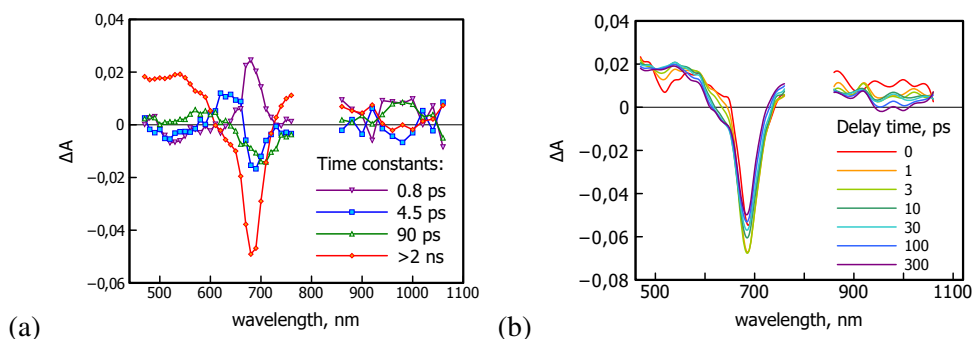 0,04
0,02
0
−0,02
−0,04
−0,06
ΔA
500 600 700 800 900 1000 1100
wavelength, nm
Time constants:
0.8 ps
4.5 ps
90 ps
>2 ns
(a)
0,04
0,02
0
−0,02
−0,04
−0,06
−0,08
ΔA
500 700 900 1100
wavelength, nm
Delay time, ps
0
1
3
10
30
100
300
(b)